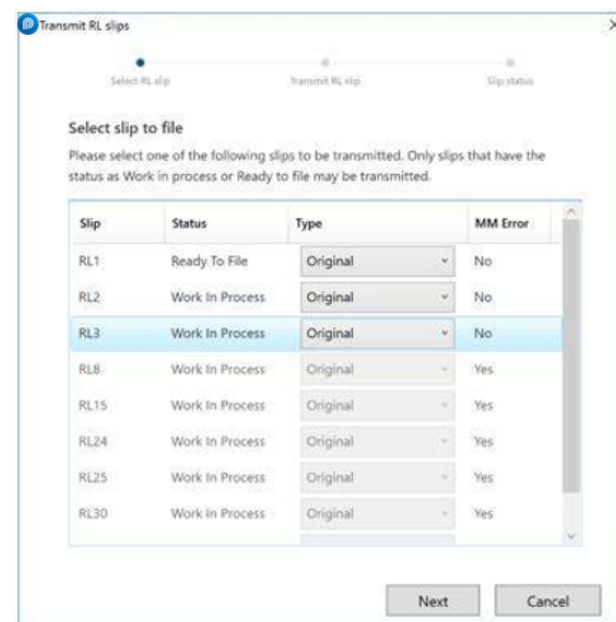 Transmit RL slips
Select RL slip Transmit RL slip Slip status
Select slip to file
Please select one of the following slips to be transmitted. Only slips that have the
status as Work in process or Ready to file may be transmitted.
Slip Status Type MM Error
RL1 Ready To File Original No
RL2 Work In Process Original No
RL3 Work In Process Original No
RL8 Work In Process Original Yes
RL15 Work In Process Original Yes
RL24 Work In Process Original Yes
RL25 Work In Process Original Yes
RL30 Work In Process Original Yes
Next Cancel